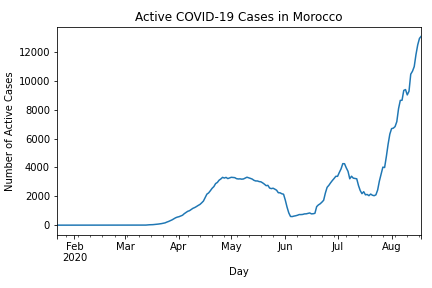 Active COVID-19 Cases in Morocco
Number of Active Cases
12000
10000
8000
6000
4000
2000
0
Feb Mar Apr May Jun Jul Aug
2020
Day